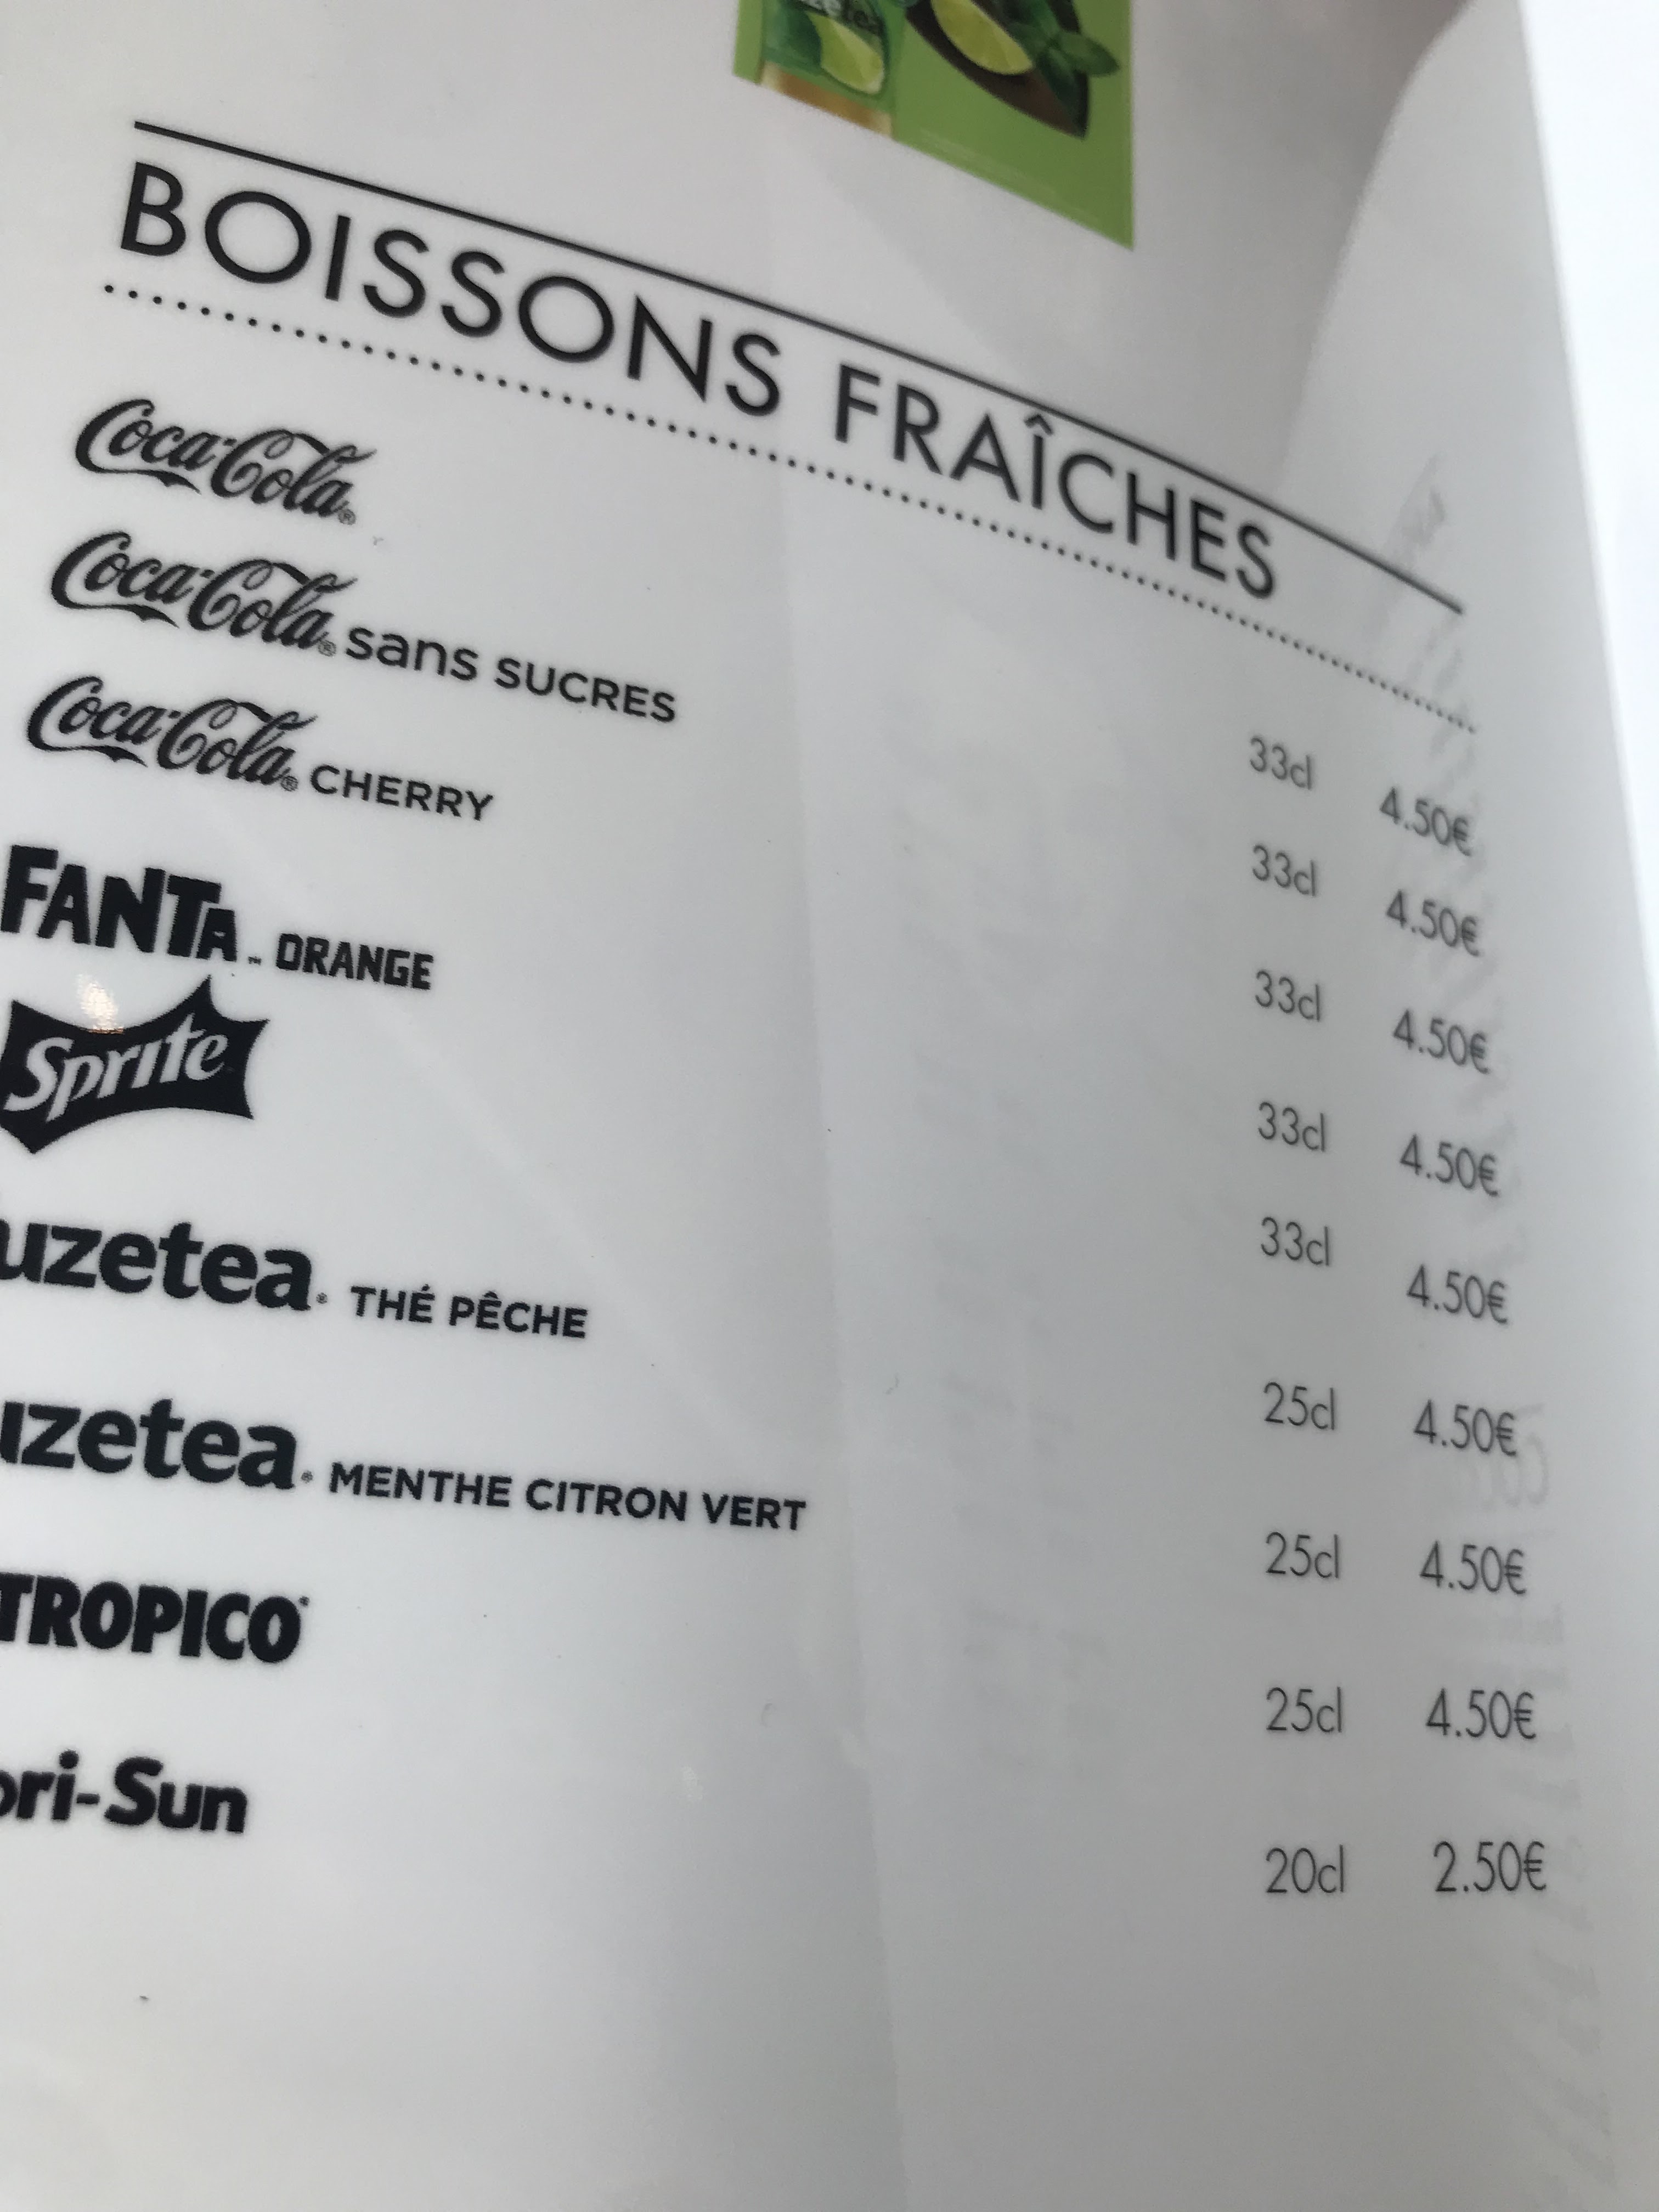 BOISSONS FRAÎCHES
Coca-Cola 33cl 4.50€
Coca-Cola sans SUCRES 33cl 4.50€
Coca-Cola CHERRY 33cl 4.50€
FANTA ORANGE 33cl 4.50€
Sprite 33cl 4.50€
uzetea THÉ PÊCHE 25cl 4.50€
uzetea MENTHE CITRON VERT 25cl 4.50€
TROPICO 25cl 4.50€
pri-Sun 20cl 2.50€